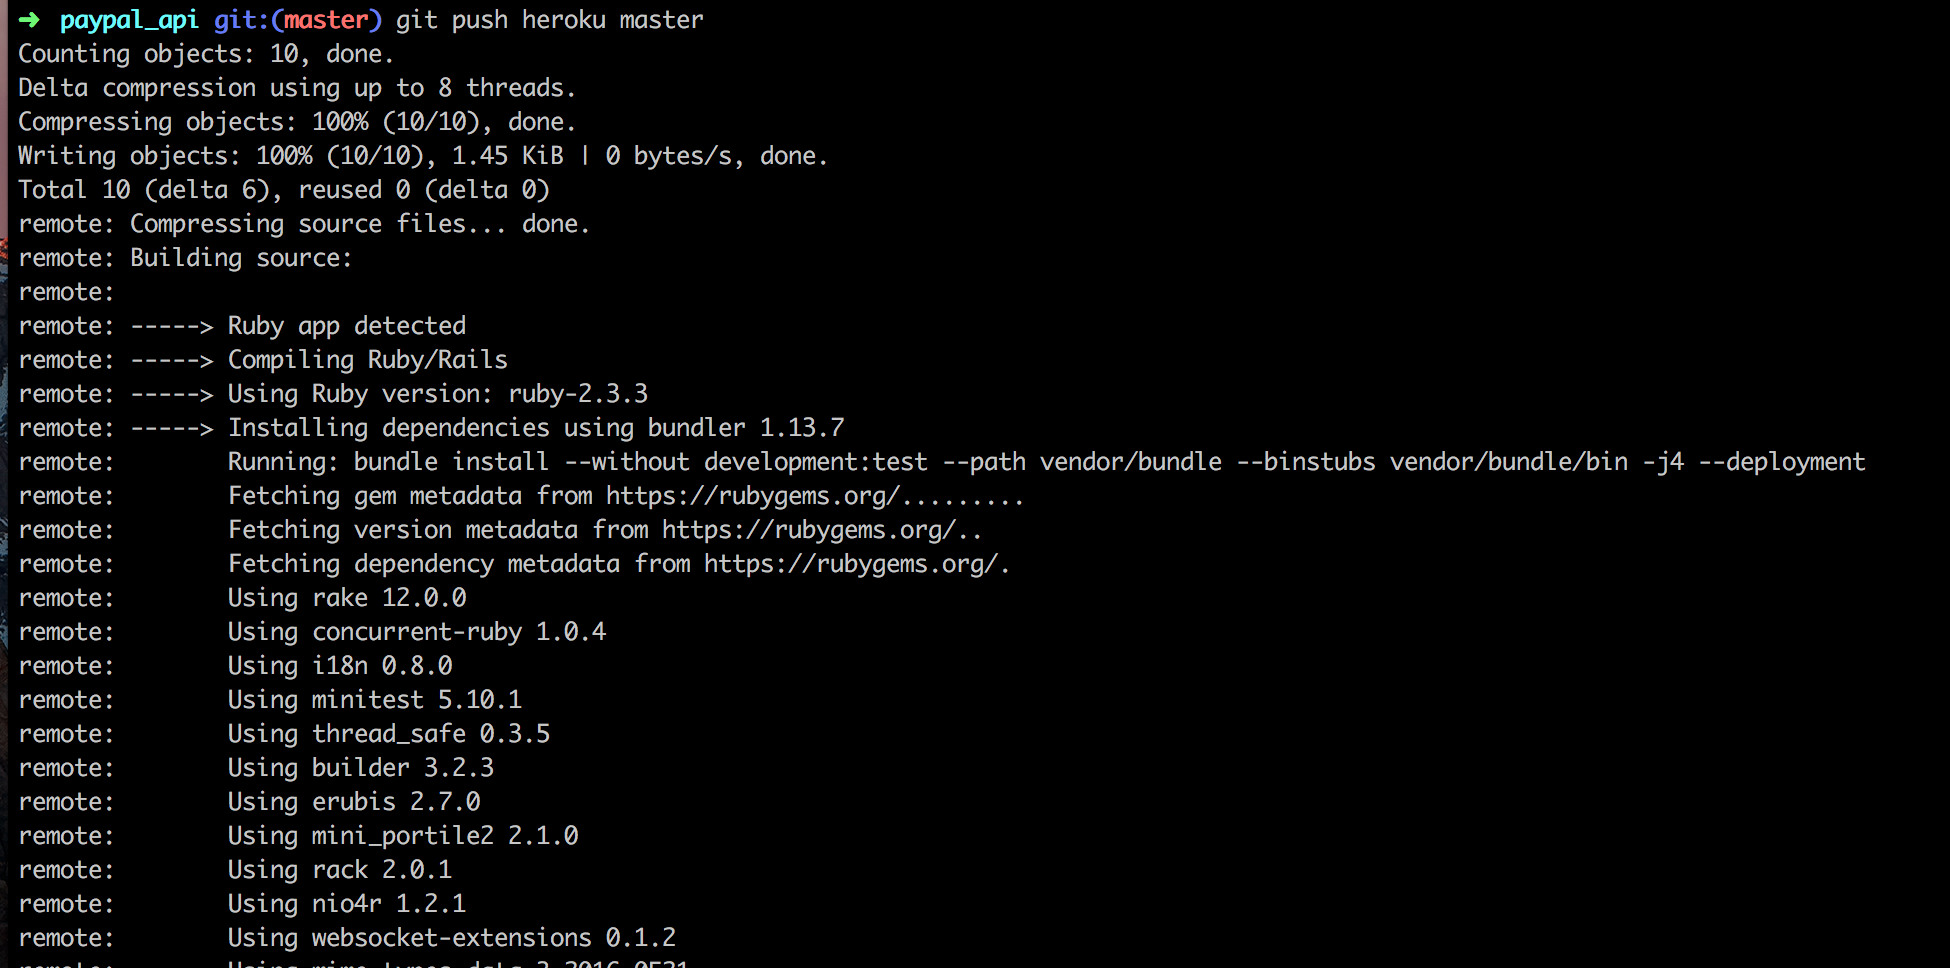 ➜ paypal_api git:(master) git push heroku master
Counting objects: 10, done.
Delta compression using up to 8 threads.
Compressing objects: 100% (10/10), done.
Writing objects: 100% (10/10), 1.45 KiB | 0 bytes/s, done.
Total 10 (delta 6), reused 0 (delta 0)
remote: Compressing source files... done.
remote: Building source:
remote:
remote: -----> Ruby app detected
remote: -----> Compiling Ruby/Rails
remote: -----> Using Ruby version: ruby-2.3.3
remote: -----> Installing dependencies using bundler 1.13.7
remote:        Running: bundle install --without development:test --path vendor/bundle --binstubs vendor/bundle/bin -j4 --deployment
remote:        Fetching gem metadata from https://rubygems.org/.........
remote:        Fetching version metadata from https://rubygems.org/..
remote:        Fetching dependency metadata from https://rubygems.org/.
remote:        Using rake 12.0.0
remote:        Using concurrent-ruby 1.0.4
remote:        Using i18n 0.8.0
remote:        Using minitest 5.10.1
remote:        Using thread_safe 0.3.5
remote:        Using builder 3.2.3
remote:        Using erubis 2.7.0
remote:        Using mini_portile2 2.1.0
remote:        Using rack 2.0.1
remote:        Using nio4r 1.2.1
remote:        Using websocket-extensions 0.1.2
remote:        Using mime-types-data 3.2016.0521